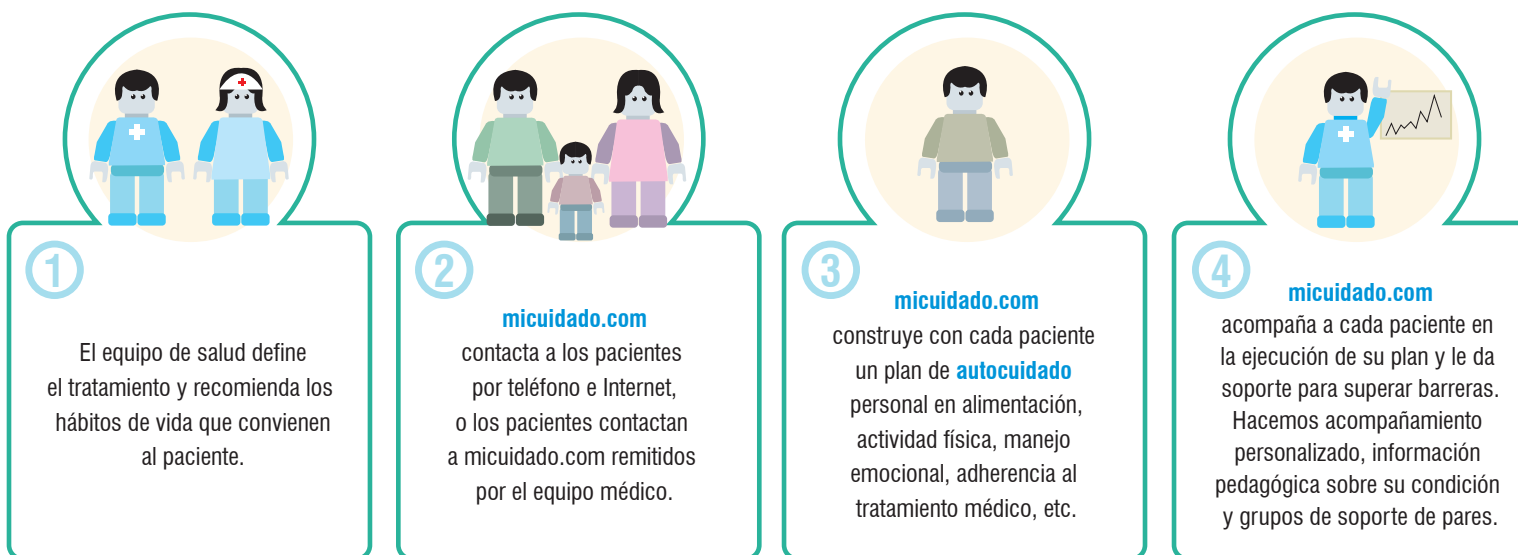 1
El equipo de salud define
el tratamiento y recomienda los
hábitos de vida que convienen
al paciente.
2
micuidado.com
contacta a los pacientes
por teléfono e Internet,
o los pacientes contactan
a micuidado.com remitidos
por el equipo médico.
3
micuidado.com
construye con cada paciente
un plan de autocuidado
personal en alimentación,
actividad física, manejo
emocional, adherencia al
tratamiento médico, etc.
4
micuidado.com
acompaña a cada paciente en
la ejecución de su plan y le da
soporte para superar barreras.
Hacemos acompañamiento
personalizado, información
pedagógica sobre su condición
y grupos de soporte de pares.